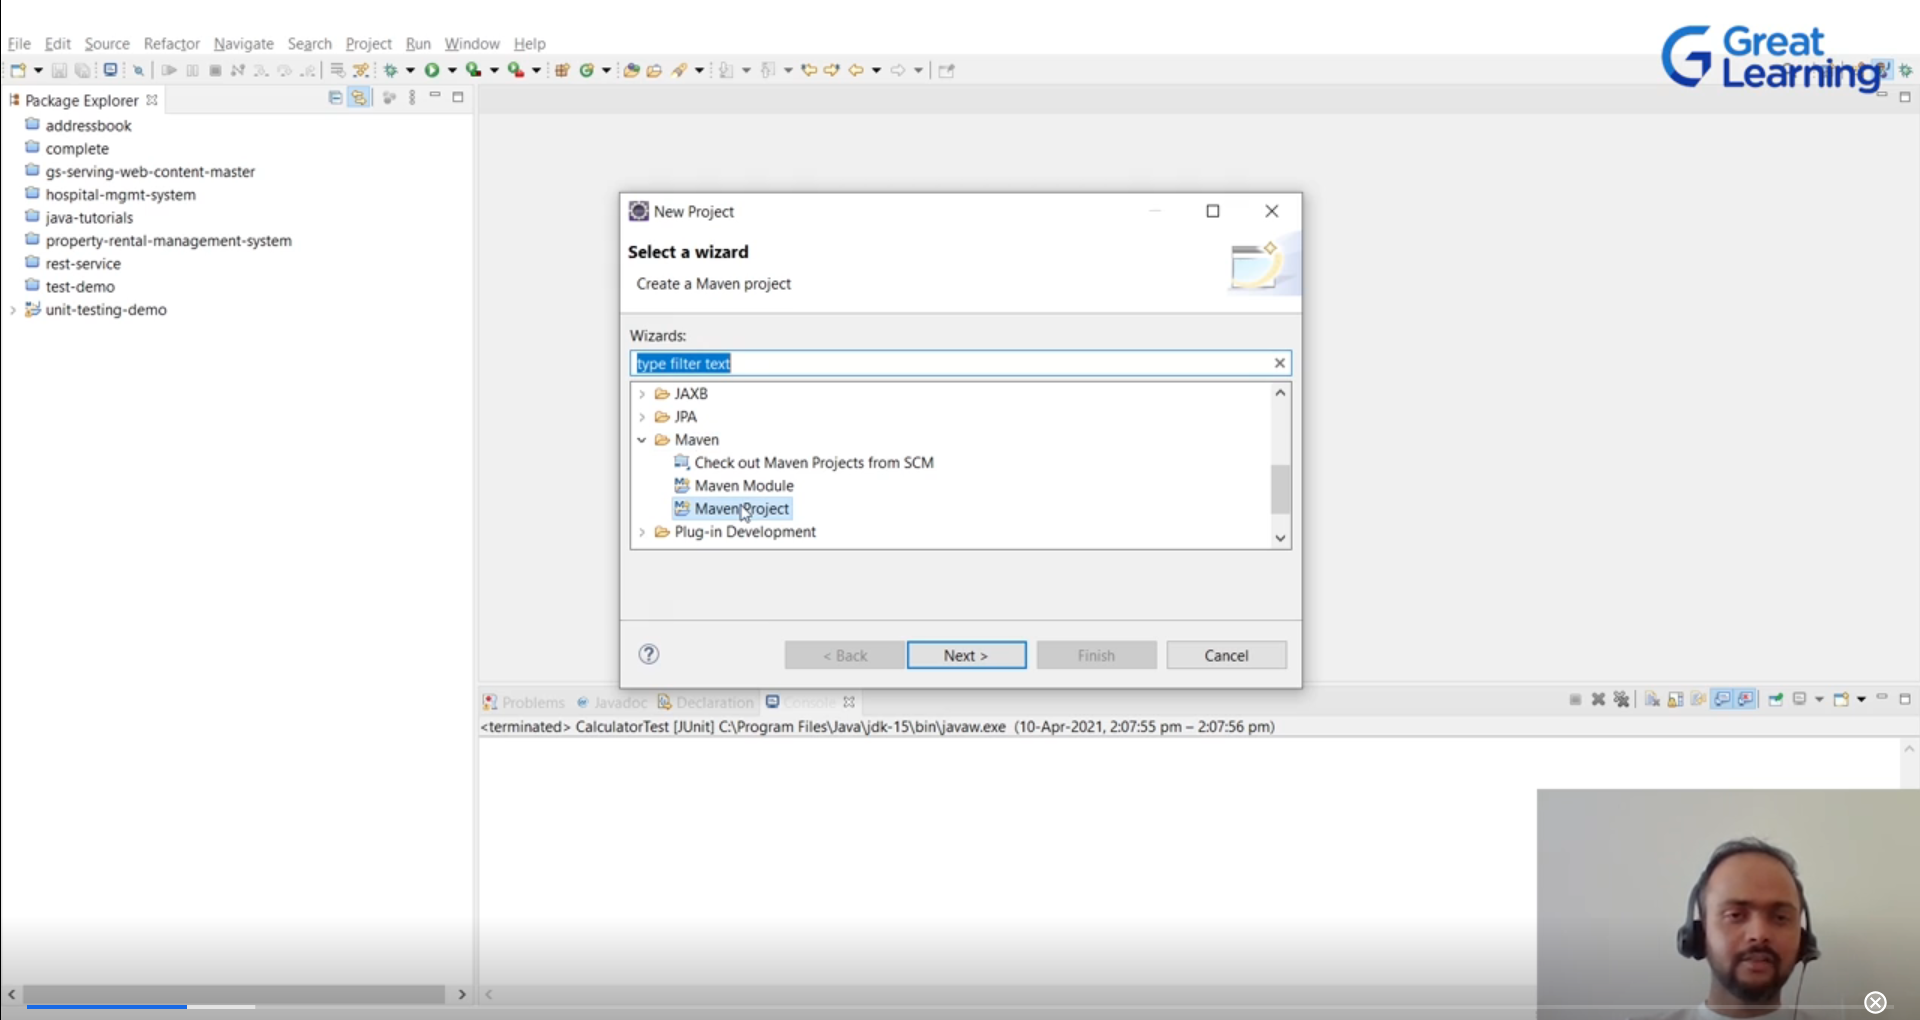 Great
Learning
File Edit Source Refactor Navigate Search Project Run Window Help
Package Explorer
addressbook
complete
gs-serving-web-content-master
hospital-mgmt-system
java-tutorials
property-rental-management-system
rest-service
test-demo
unit-testing-demo
New Project
Select a wizard
Create a Maven project
Wizards:
type filter text
JAXB
JPA
Maven
Check out Maven Projects from SCM
Maven Module
Maven Project
Plug-in Development
< Back Next > Finish Cancel
Problems Javadoc Declaration Console
<terminated> CalculatorTest [JUnit] C:\Program Files\Java\jdk-15\bin\javaw.exe (10-Apr-2021, 2:07:55 pm – 2:07:56 pm)